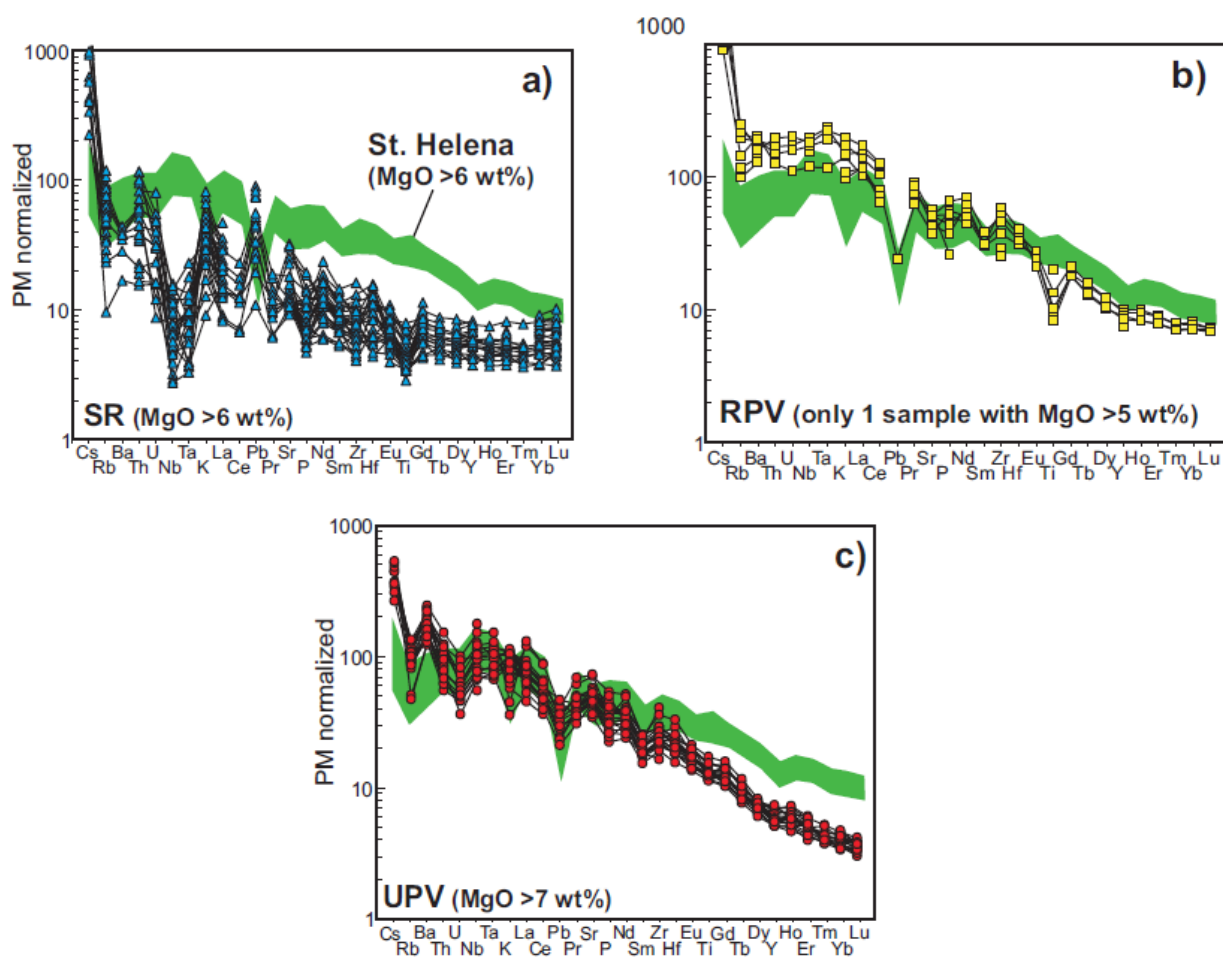 1000
a)
100
10
1
PM normalized
St. Helena
(MgO >6 wt%)
SR (MgO >6 wt%)
Cs Ba U Ta La Pb Sr Nd Zr Eu Gd Dy Ho Tm Lu
Rb Th Nb K Ce Pr P Sm Hf Ti Tb Y Er Yb
1000
b)
100
10
1
PM normalized
RPV (only 1 sample with MgO >5 wt%)
Cs Ba U Ta La Pb Sr Nd Zr Eu Gd Dy Ho Tm Lu
Rb Th Nb K Ce Pr P Sm Hf Ti Tb Y Er Yb
1000
c)
100
10
1
PM normalized
UPV (MgO >7 wt%)
Cs Ba U Ta La Pb Sr Nd Zr Eu Gd Dy Ho Tm Lu
Rb Th Nb K Ce Pr P Sm Hf Ti Tb Y Er Yb